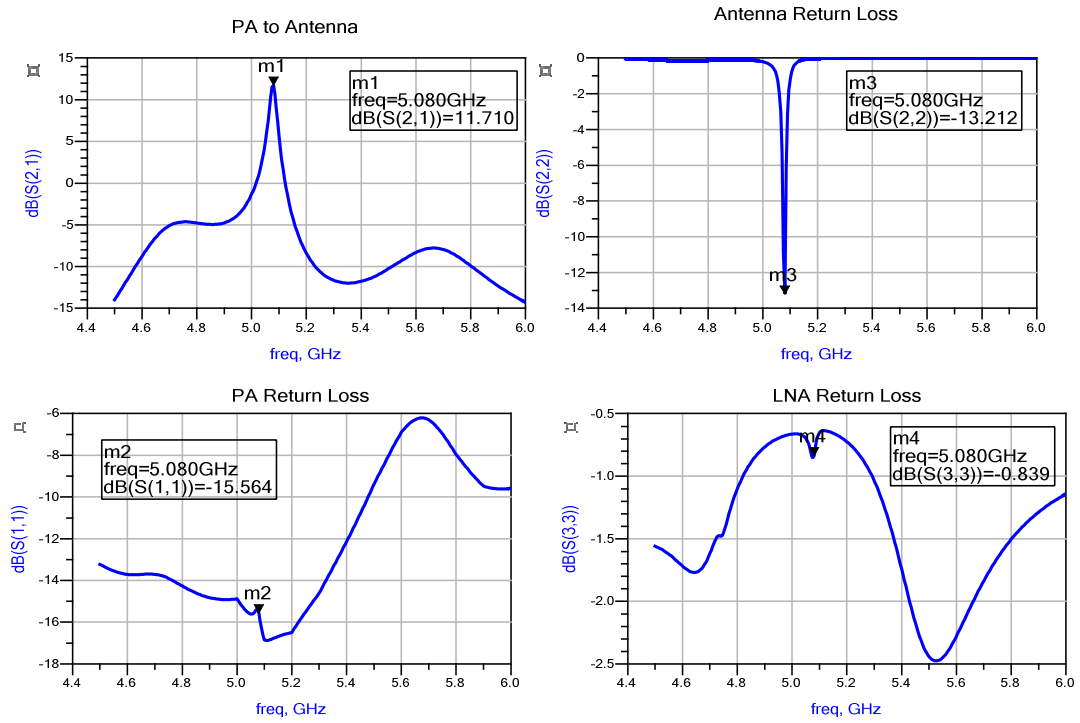 PA to Antenna
15
10
5
0
-5
-10
-15
dB(S(2,1))
m1
m1
freq=5.080GHz
dB(S(2,1))=11.710
4.4 4.6 4.8 5.0 5.2 5.4 5.6 5.8 6.0
freq, GHz
Antenna Return Loss
0
-2
-4
-6
-8
-10
-12
-14
dB(S(2,2))
m3
m3
freq=5.080GHz
dB(S(2,2))=-13.212
4.4 4.6 4.8 5.0 5.2 5.4 5.6 5.8 6.0
freq, GHz
PA Return Loss
-6
-8
-10
-12
-14
-16
-18
dB(S(1,1))
m2
freq=5.080GHz
dB(S(1,1))=-15.564
m2
4.4 4.6 4.8 5.0 5.2 5.4 5.6 5.8 6.0
freq, GHz
LNA Return Loss
-0.5
-1.0
-1.5
-2.0
-2.5
dB(S(3,3))
m4
m4
freq=5.080GHz
dB(S(3,3))=-0.839
4.4 4.6 4.8 5.0 5.2 5.4 5.6 5.8 6.0
freq, GHz